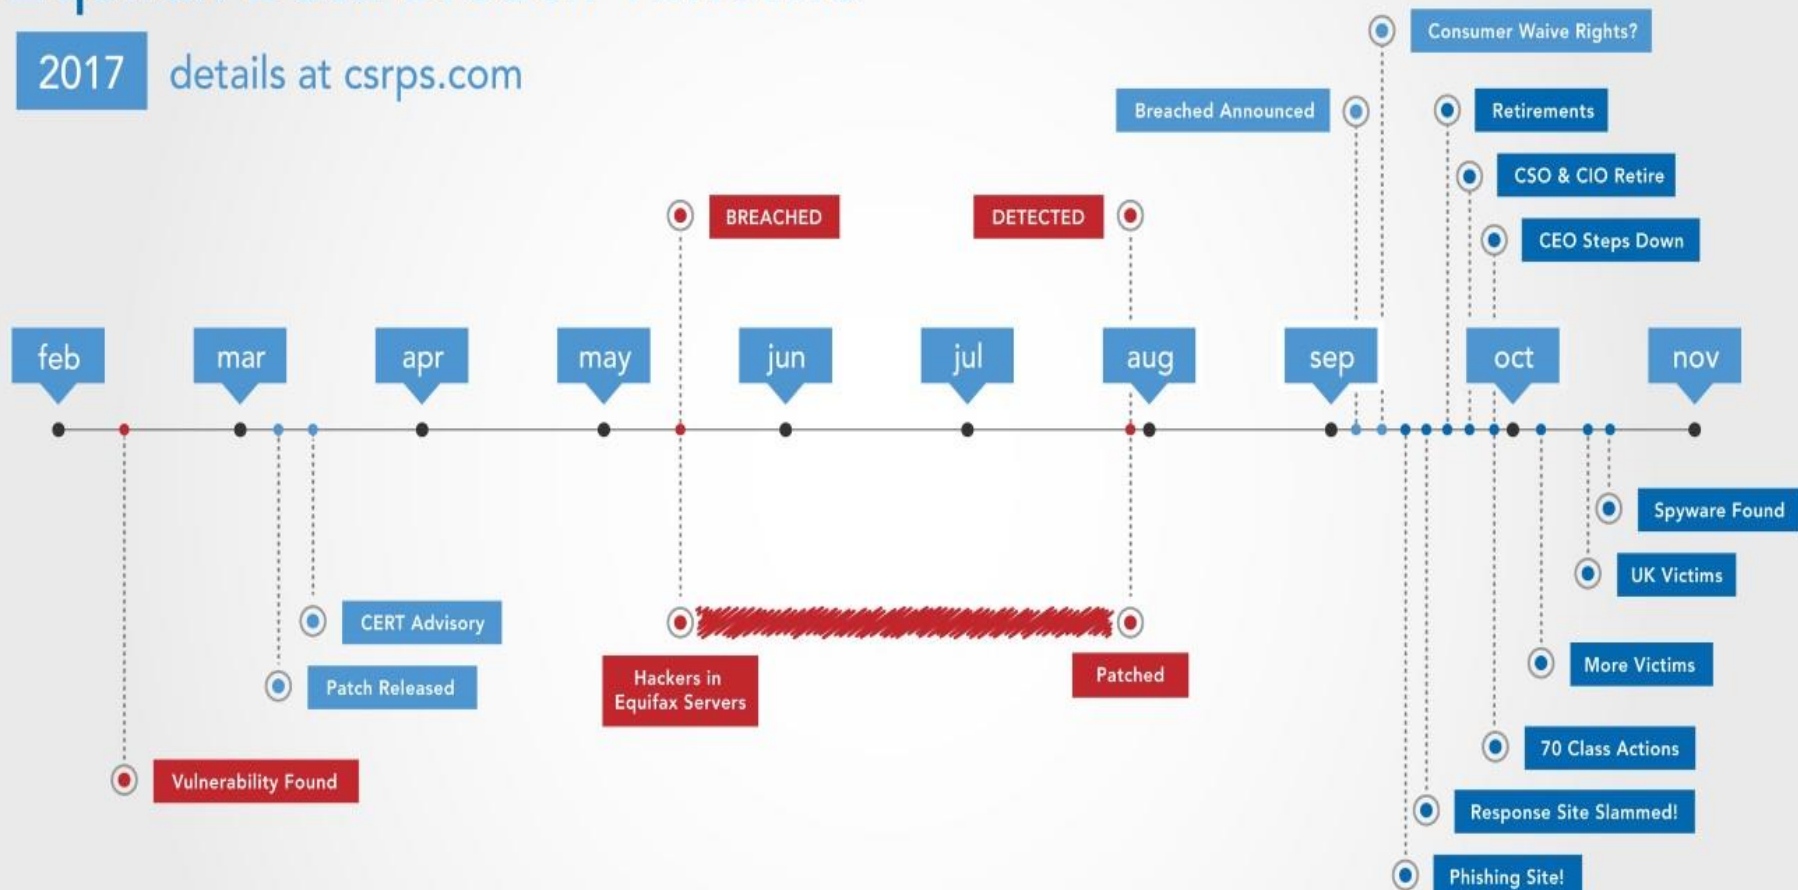 2017 details at csrps.com
Consumer Waive Rights?
Breached Announced
Retirements
CSO & CIO Retire
BREACHED
DETECTED
CEO Steps Down
feb
mar
apr
may
jun
jul
aug
sep
oct
nov
Spyware Found
UK Victims
CERT Advisory
More Victims
Patch Released
Hackers in
Equifax Servers
Patched
70 Class Actions
Vulnerability Found
Response Site Slammed!
Phishing Site!